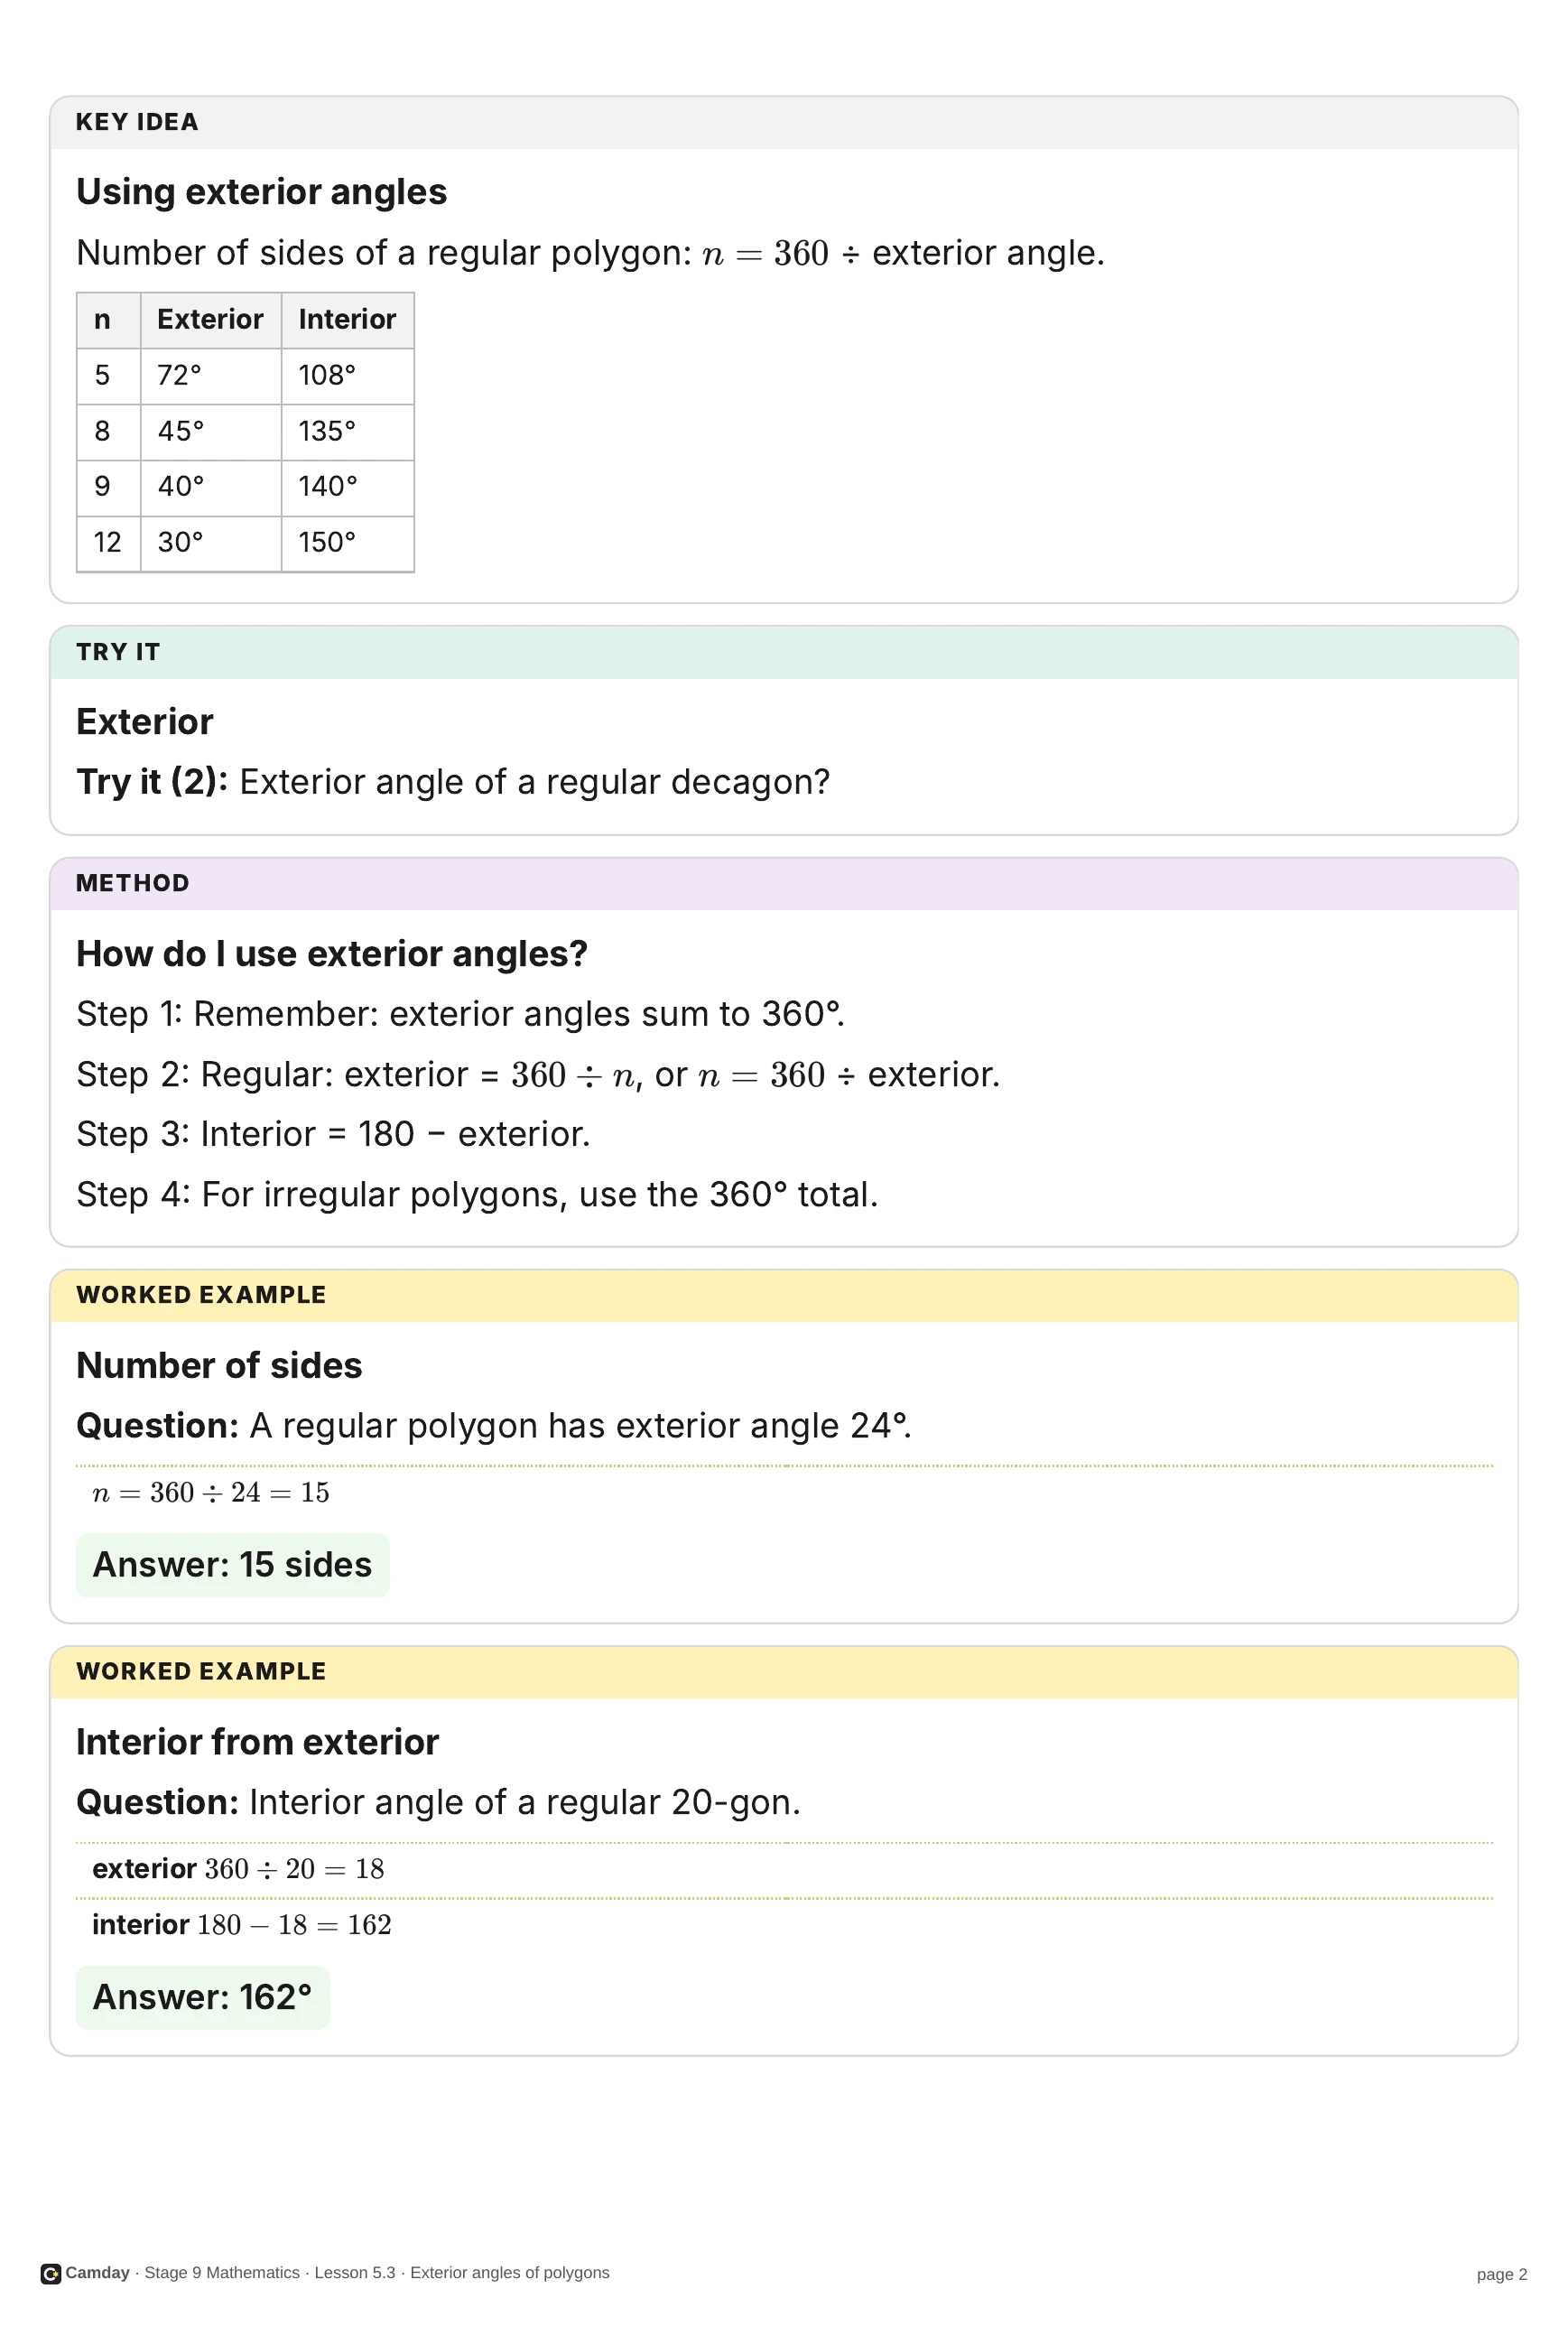 KEY IDEA
Using exterior angles
Number of sides of a regular polygon: n = 360 ÷ exterior angle.
n Exterior Interior
5 72° 108°
8 45° 135°
9 40° 140°
12 30° 150°
TRY IT
Exterior
Try it (2): Exterior angle of a regular decagon?
METHOD
How do I use exterior angles?
Step 1: Remember: exterior angles sum to 360°.
Step 2: Regular: exterior = 360 ÷ n, or n = 360 ÷ exterior.
Step 3: Interior = 180 − exterior.
Step 4: For irregular polygons, use the 360° total.
WORKED EXAMPLE
Number of sides
Question: A regular polygon has exterior angle 24°.
n = 360 ÷ 24 = 15
Answer: 15 sides
WORKED EXAMPLE
Interior from exterior
Question: Interior angle of a regular 20-gon.
exterior 360 ÷ 20 = 18
interior 180 − 18 = 162
Answer: 162°
Camday · Stage 9 Mathematics · Lesson 5.3 · Exterior angles of polygons
page 2